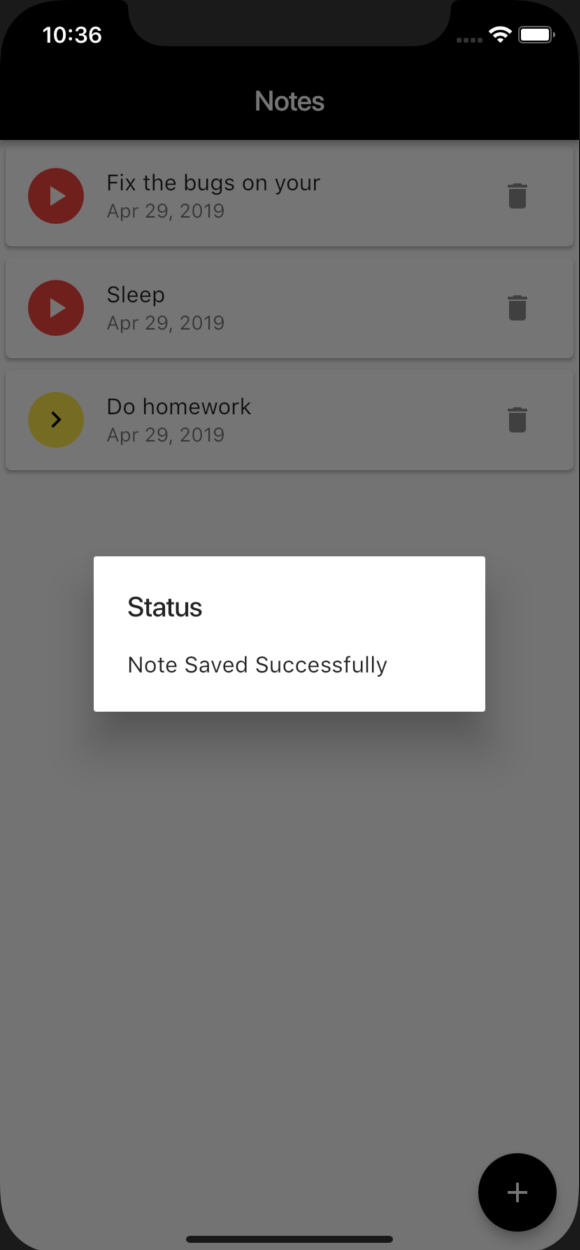 10:36
Notes
Fix the bugs on your
Apr 29, 2019
Sleep
Apr 29, 2019
Do homework
Apr 29, 2019
Status
Note Saved Successfully